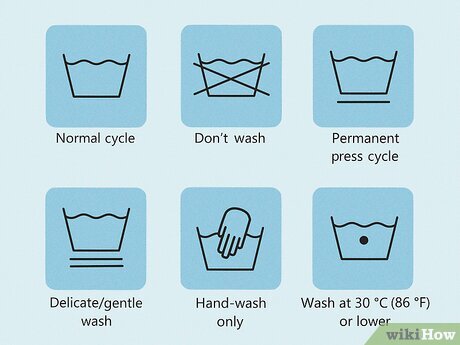 Normal cycle
Don't wash
Permanent
press cycle
Delicate/gentle
wash
Hand-wash
only
Wash at 30 °C (86 °F)
or lower
wikiHow